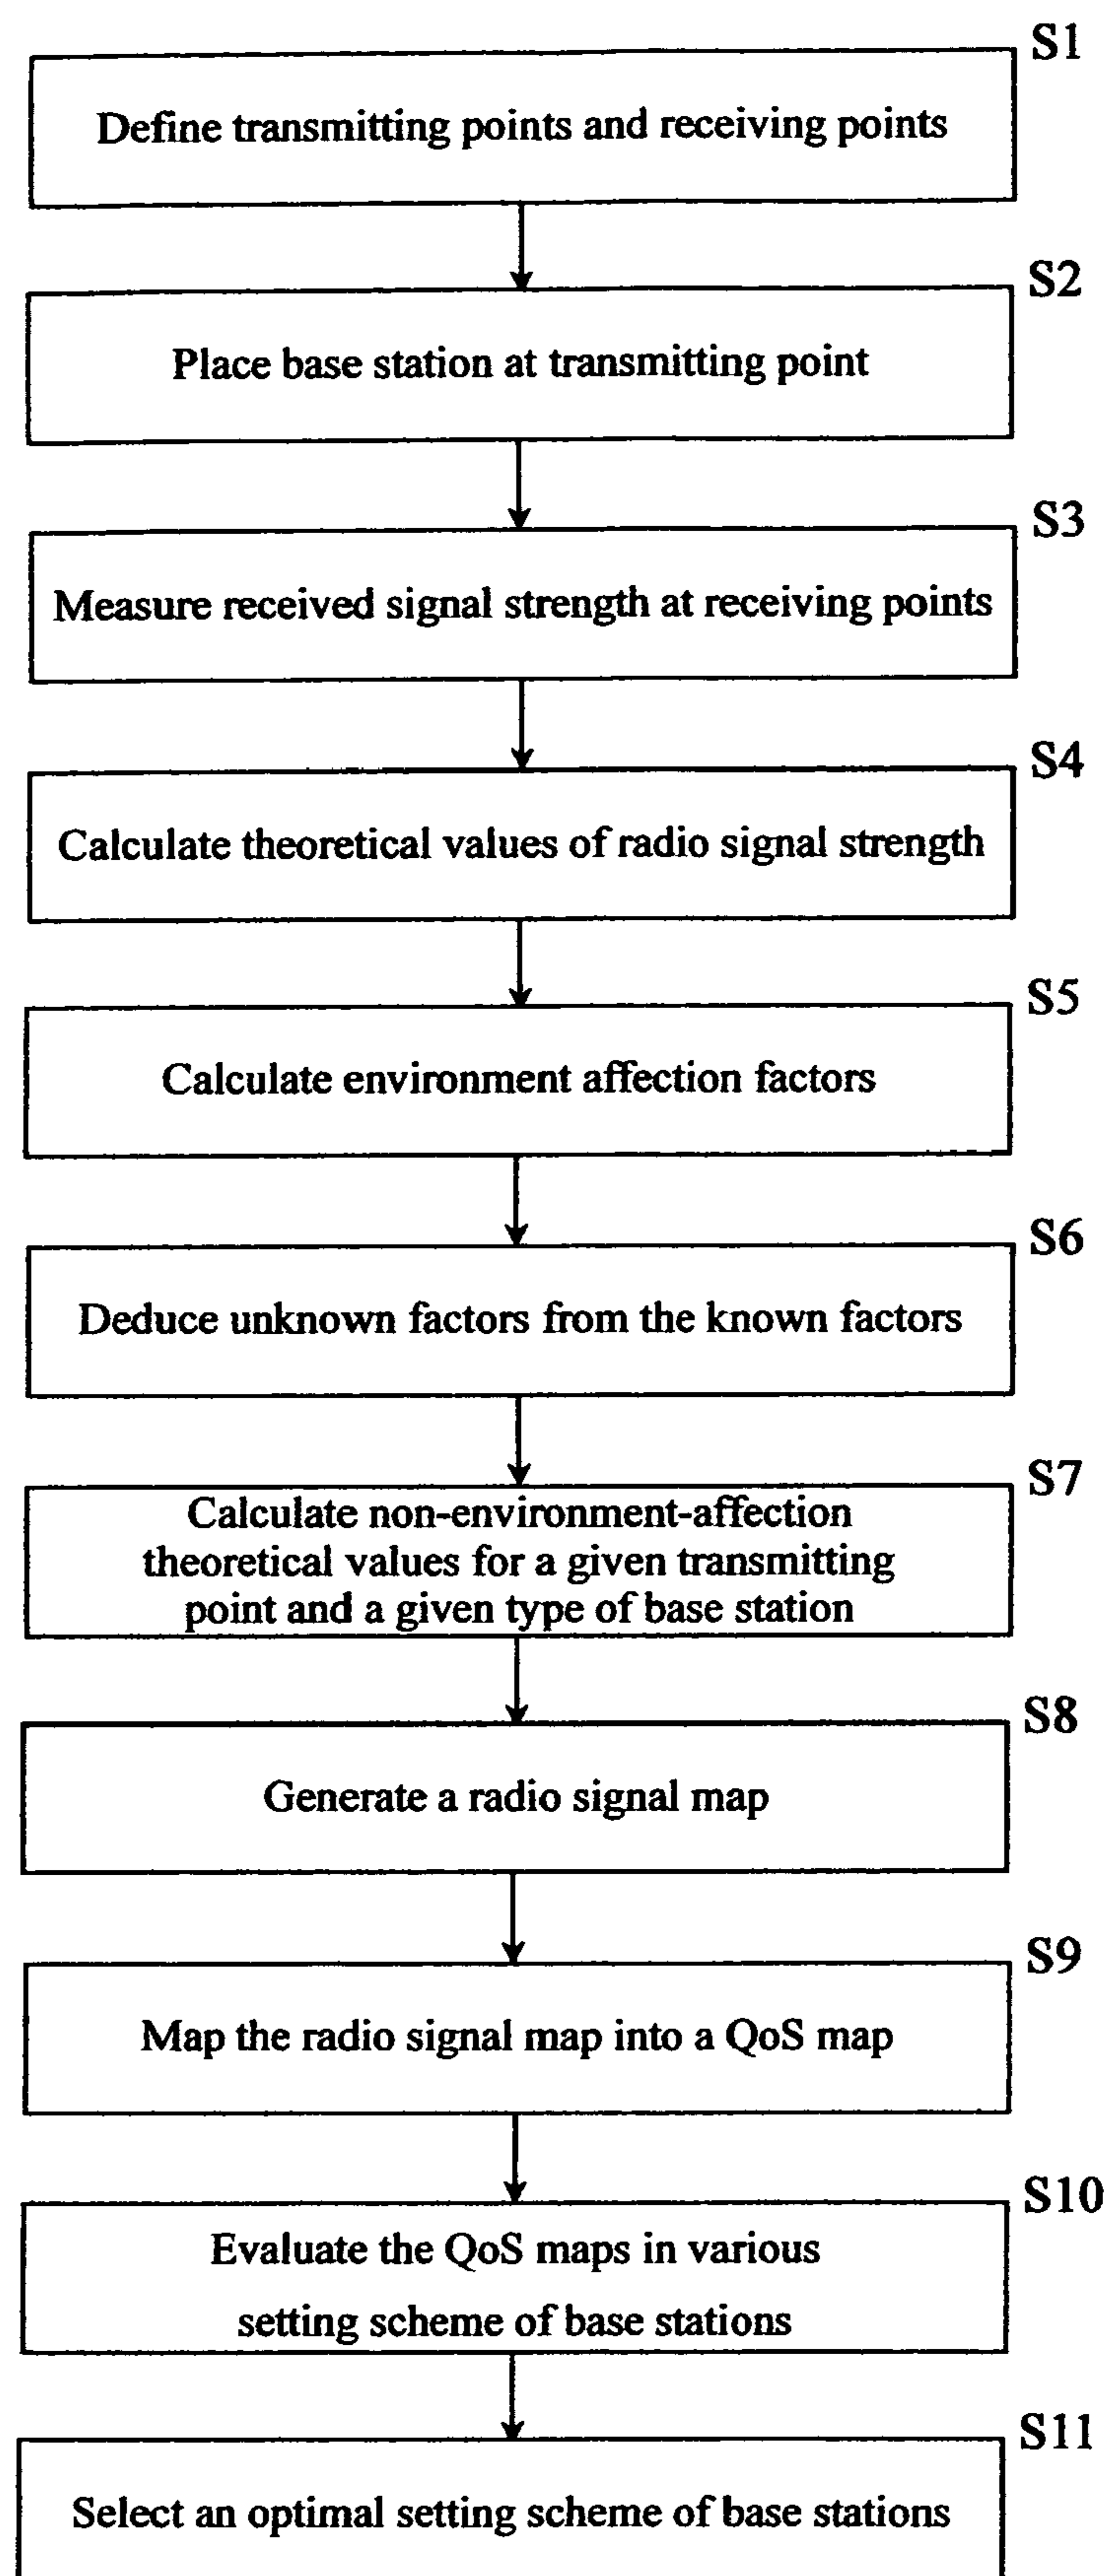 S1
Define transmitting points and receiving points
S2
Place base station at transmitting point
S3
Measure received signal strength at receiving points
S4
Calculate theoretical values of radio signal strength
S5
Calculate environment affection factors
S6
Deduce unknown factors from the known factors
S7
Calculate non-environment-affection
theoretical values for a given transmitting
point and a given type of base station
S8
Generate a radio signal map
S9
Map the radio signal map into a QoS map
S10
Evaluate the QoS maps in various
setting scheme of base stations
S11
Select an optimal setting scheme of base stations